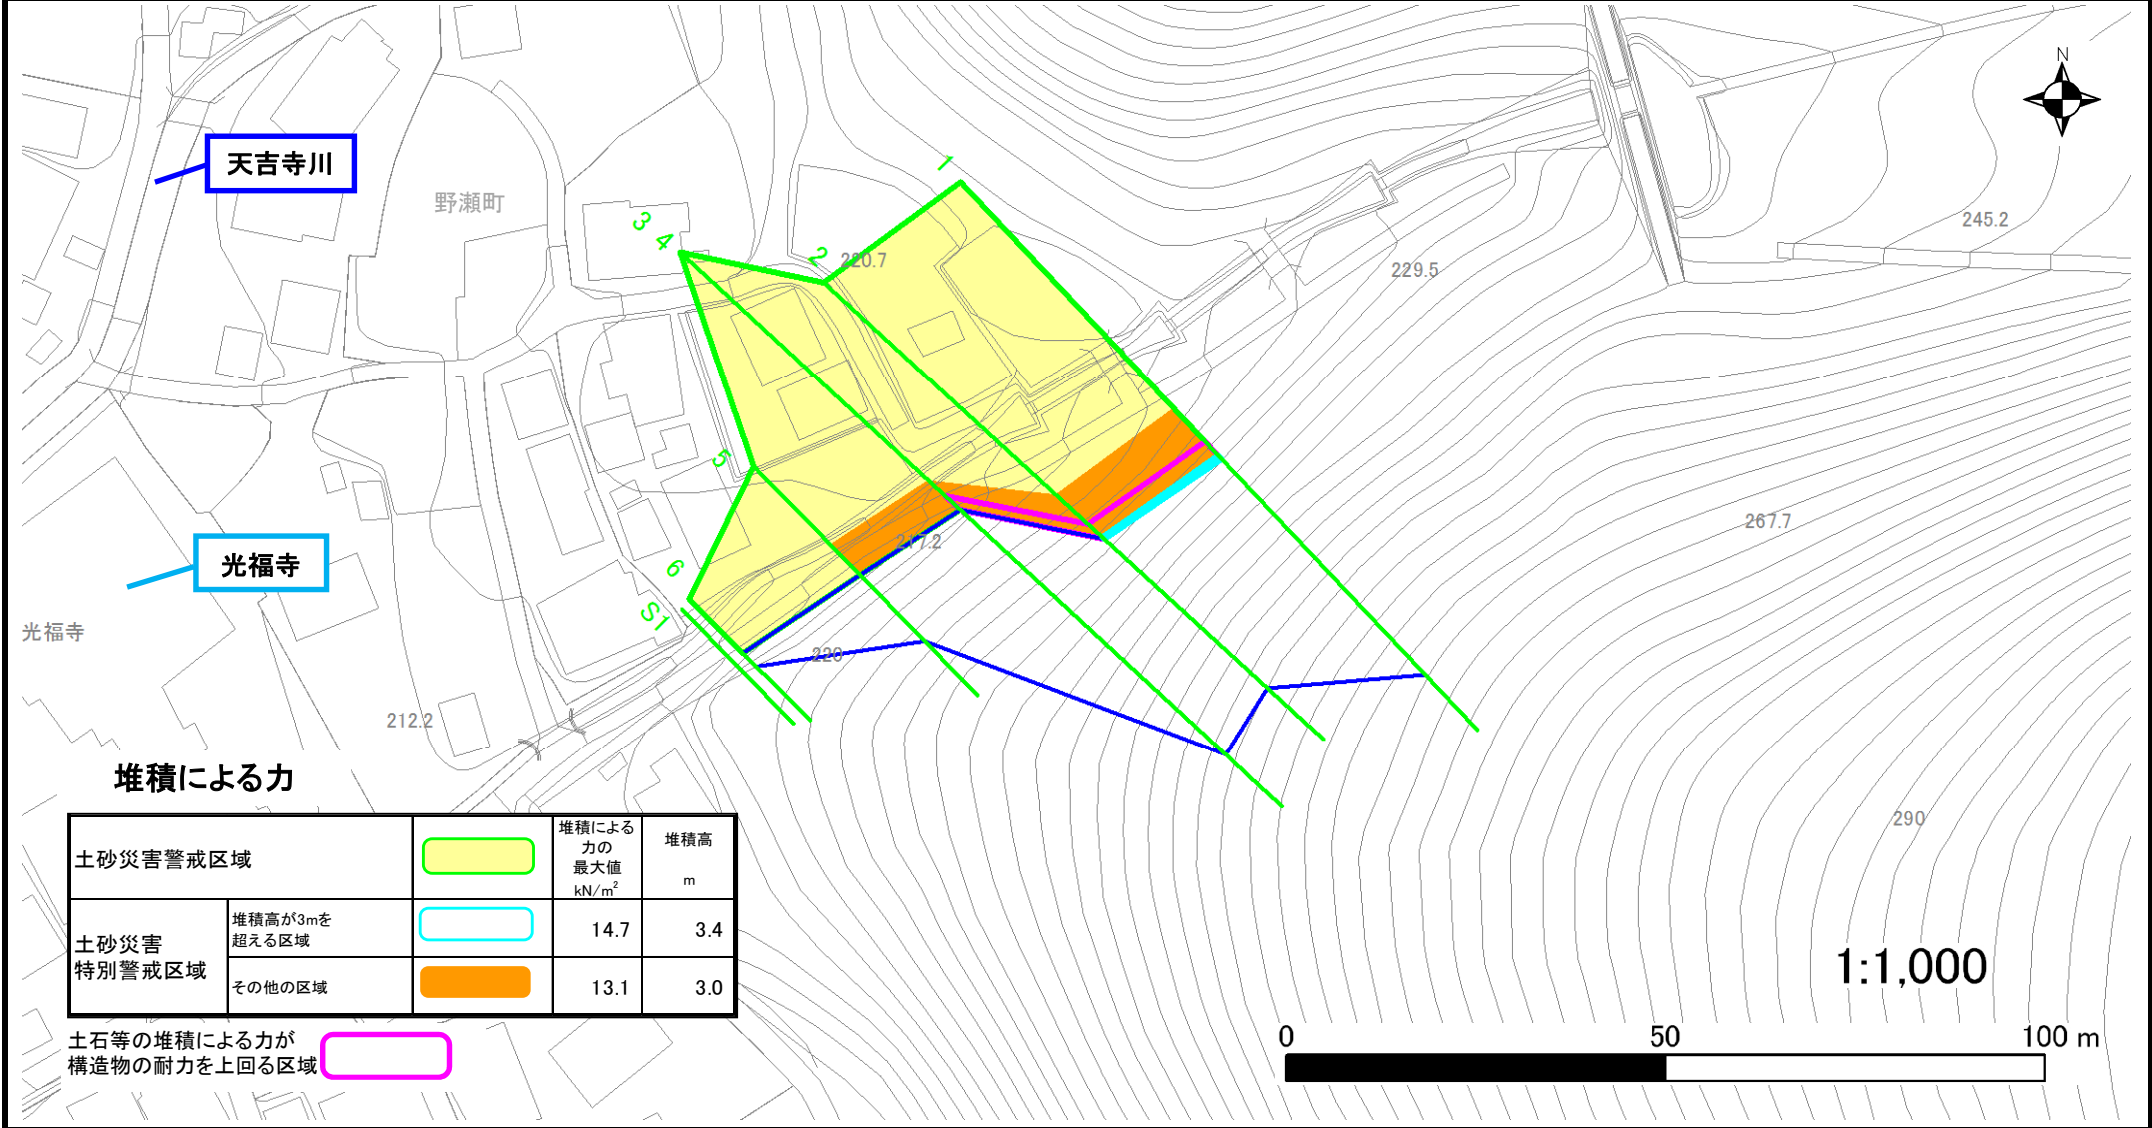 N
天吉寺川
野瀬町
1
3
4
2
220.7
245.2
229.5
5
217.2
267.7
光福寺
6
S1
光福寺
220
212.2
290
堆積による力
土砂災害警戒区域
堆積による
力の
最大値
kN/m²
堆積高
m
土砂災害
特別警戒区域
堆積高が3mを
超える区域
14.7
3.4
その他の区域
13.1
3.0
土石等の堆積による力が
構造物の耐力を上回る区域
1:1,000
0
50
100 m